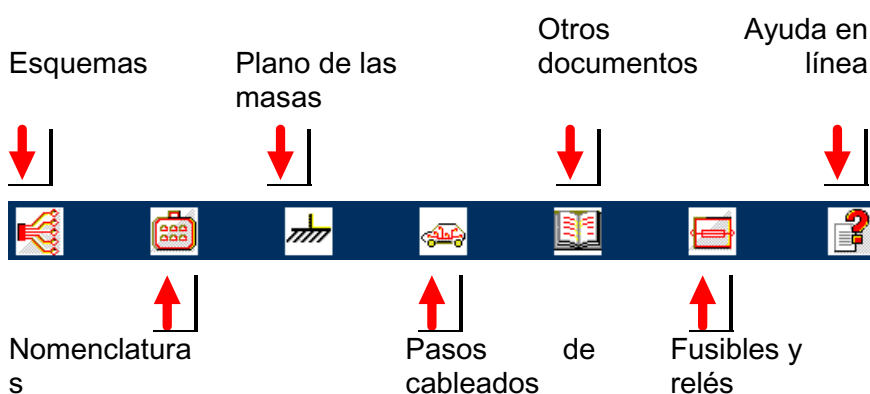 Esquemas
Plano de las
masas
Otros
documentos
Ayuda en
línea
Nomenclatura
s
Pasos de
cableados
Fusibles y
relés